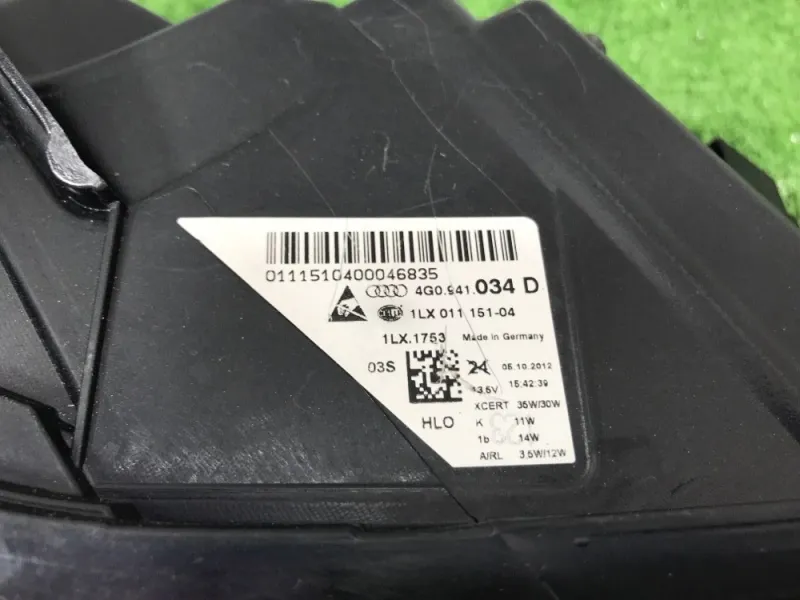 0111510400046835
4G0.941.034 D
HELLA 1LX 011 151-04
1LX.1753 Made in Germany
03S 24 05.10.2012
13.5V 15:42:39
XCERT 35W/30W
HLO K 11W
1b 14W
A/RL 3.5W/12W